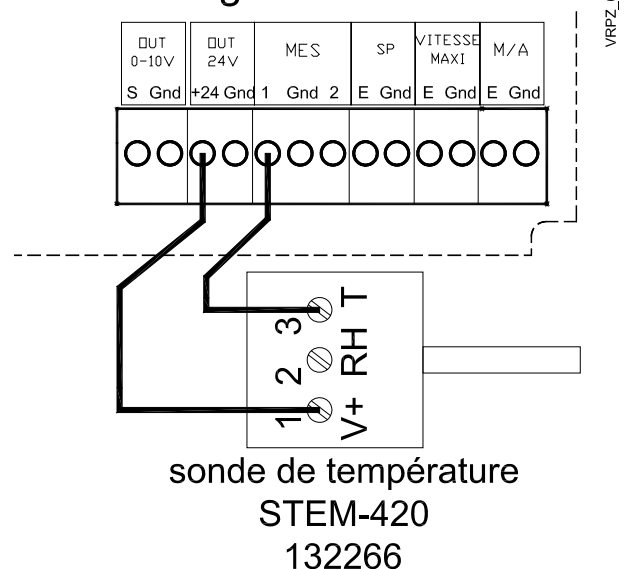 VRPZ_
OUT
0-10V
OUT
24V
MES
SP
VITESSE
MAXI
M/A
S Gnd +24 Gnd 1 Gnd 2 E Gnd E Gnd E Gnd
3 T
2 RH
1 V+
sonde de température
STEM-420
132266